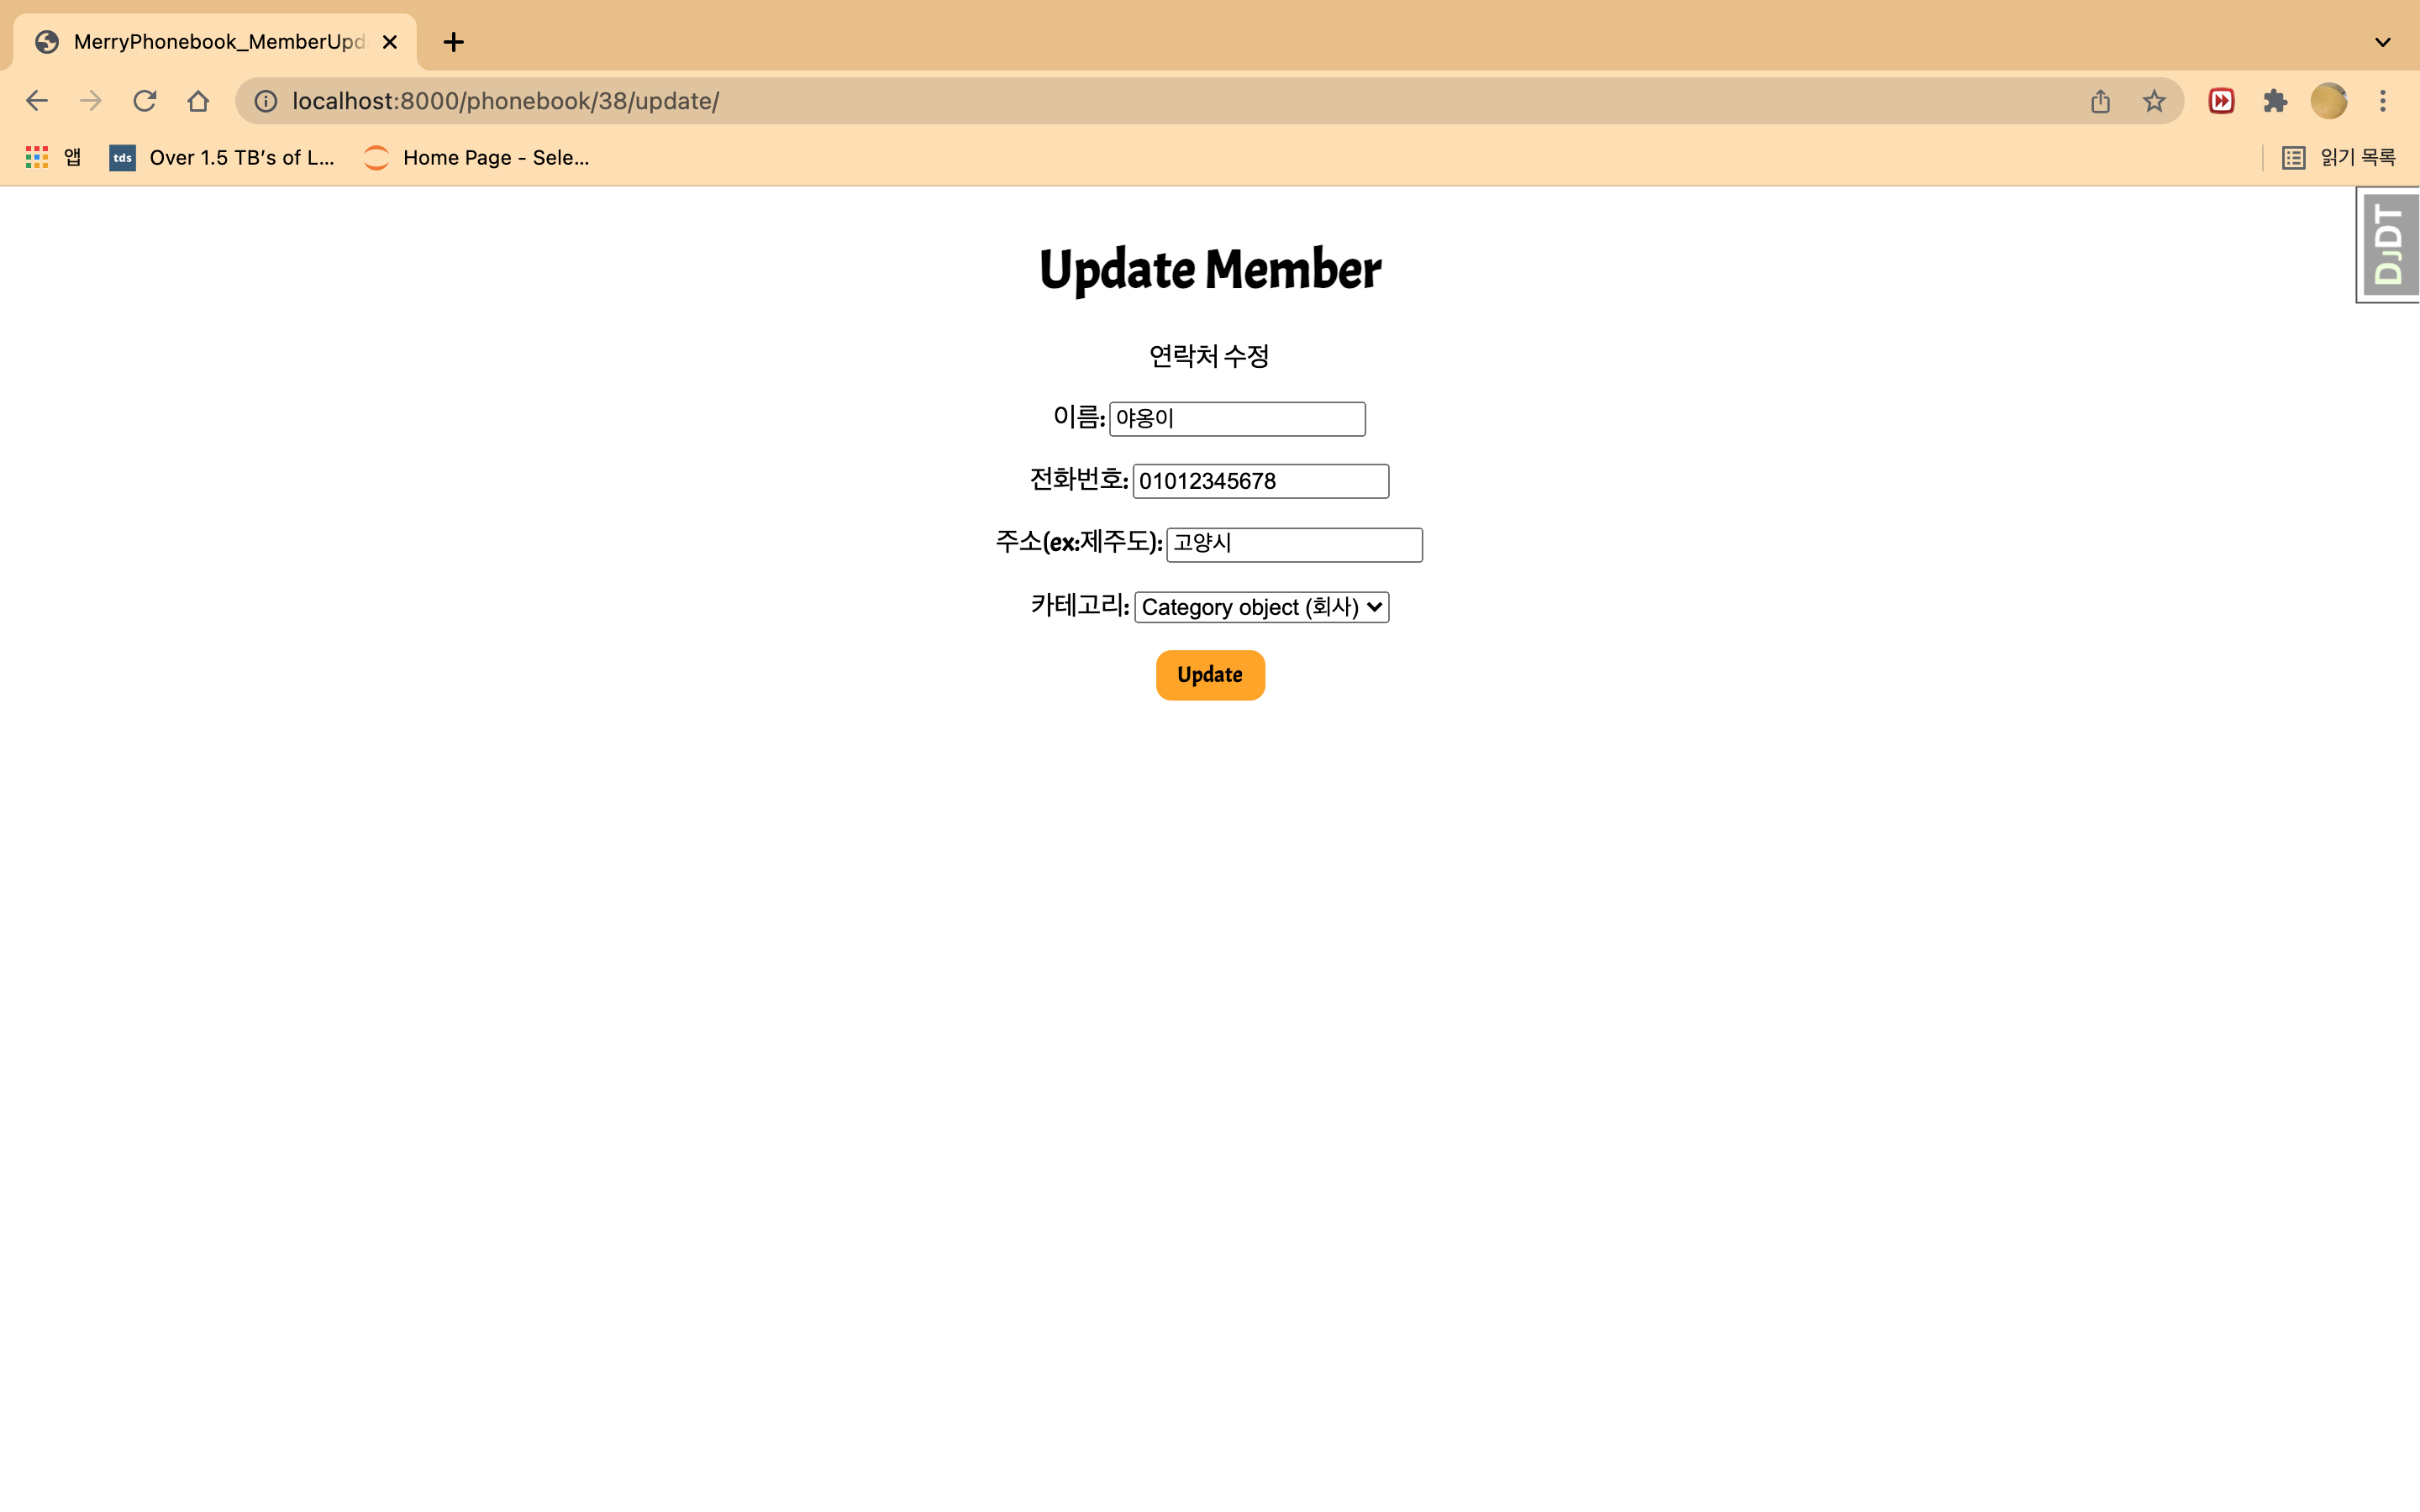 MerryPhonebook_MemberUpd
localhost:8000/phonebook/38/update/
앱
tds
Over 1.5 TB's of L...
Home Page - Sele...
읽기 목록
DJDT
Update Member
연락처 수정
이름: 야옹이
전화번호: 01012345678
주소(ex:제주도): 고양시
카테고리: Category object (회사)
Update